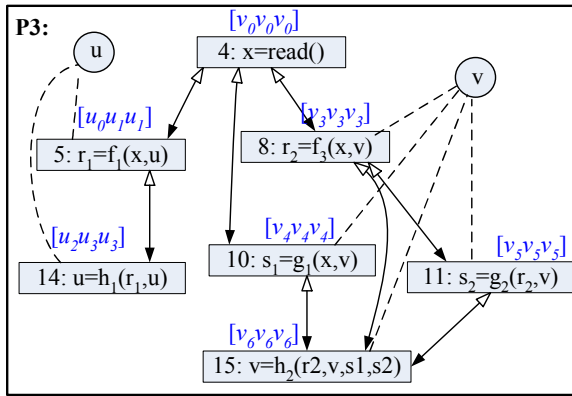 P3:
[v₀v₀v₀]
u
4: x=read()
v
[u₀u₁u₁]
[v₃v₃v₃]
5: r₁=f₁(x,u)
8: r₂=f₃(x,v)
[u₂u₃u₃]
[v₄v₄v₄]
[v₅v₅v₅]
14: u=h₁(r₁,u)
10: s₁=g₁(x,v)
11: s₂=g₂(r₂,v)
[v₆v₆v₆]
15: v=h₂(r2,v,s1,s2)